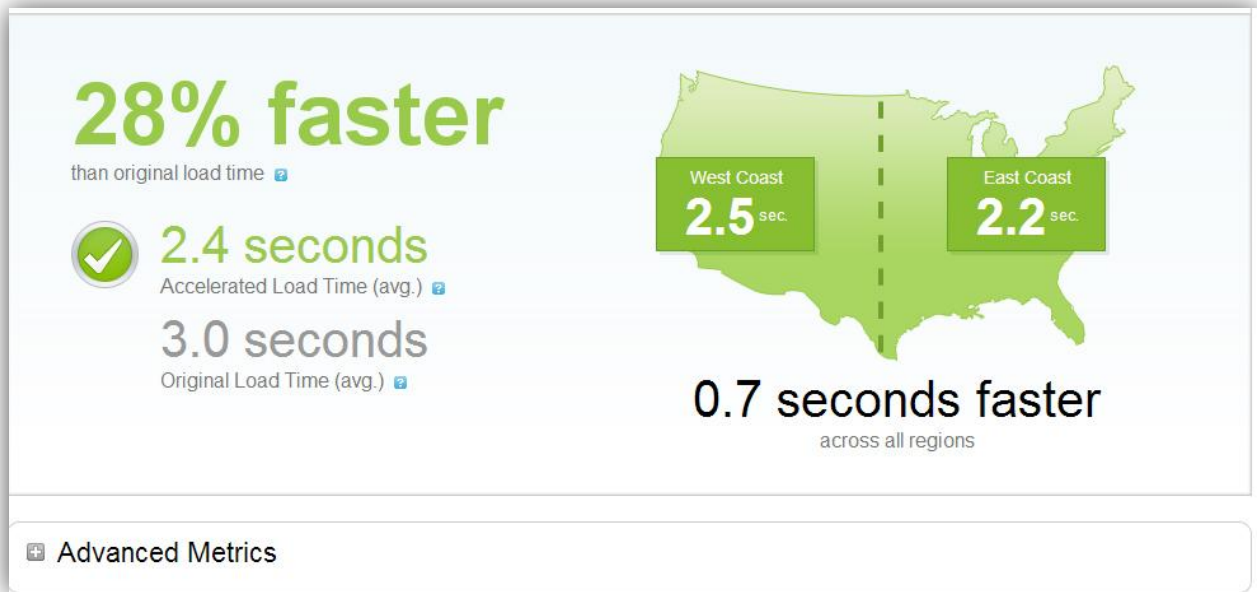 28% faster
than original load time
2.4 seconds
Accelerated Load Time (avg.)
3.0 seconds
Original Load Time (avg.)
West Coast
2.5 sec.
East Coast
2.2 sec.
0.7 seconds faster
across all regions
Advanced Metrics